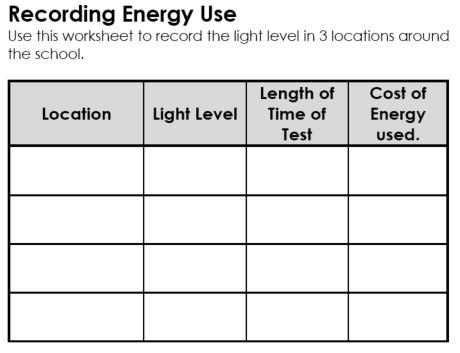 Recording Energy Use
Use this worksheet to record the light level in 3 locations around
the school.
Location
Light Level
Length of
Time of
Test
Cost of
Energy
used.